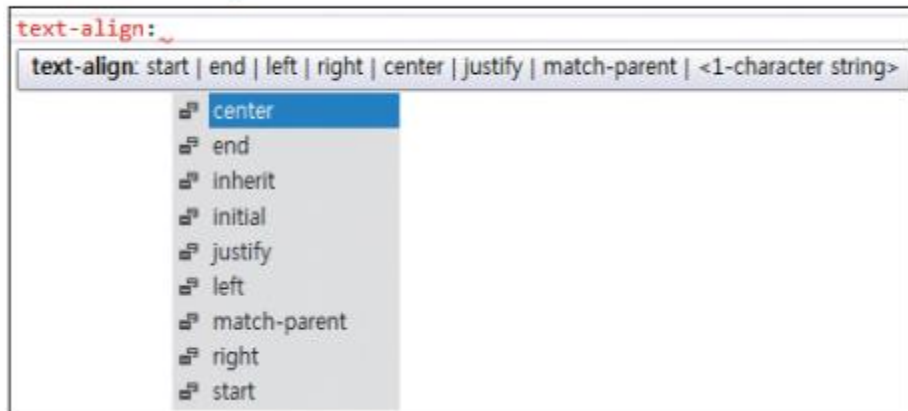 text-align:
text-align: start | end | left | right | center | justify | match-parent | <1-character string>
center
end
inherit
initial
justify
left
match-parent
right
start